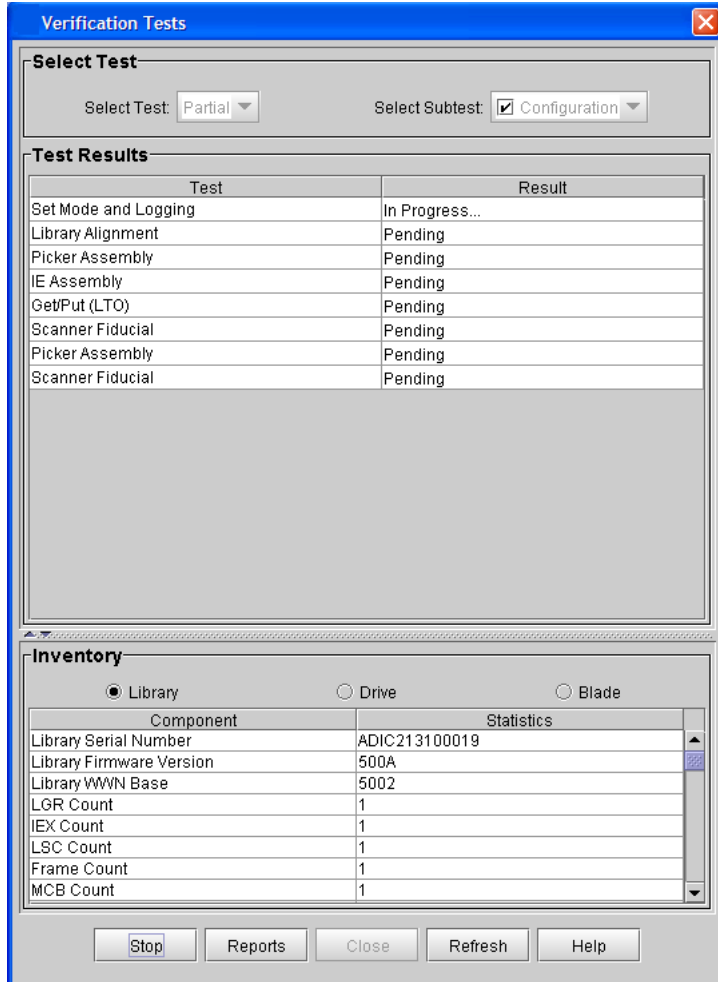 Verification Tests
Select Test
Select Test: Partial Select Subtest: Configuration
Test Results
Test Result
Set Mode and Logging In Progress...
Library Alignment Pending
Picker Assembly Pending
IE Assembly Pending
Get/Put (LTO) Pending
Scanner Fiducial Pending
Picker Assembly Pending
Scanner Fiducial Pending
Inventory
Library Drive Blade
Component Statistics
Library Serial Number ADIC213100019
Library Firmware Version 500A
Library WWN Base 5002
LGR Count 1
IEX Count 1
LSC Count 1
Frame Count 1
MCB Count 1
Stop Reports Close Refresh Help